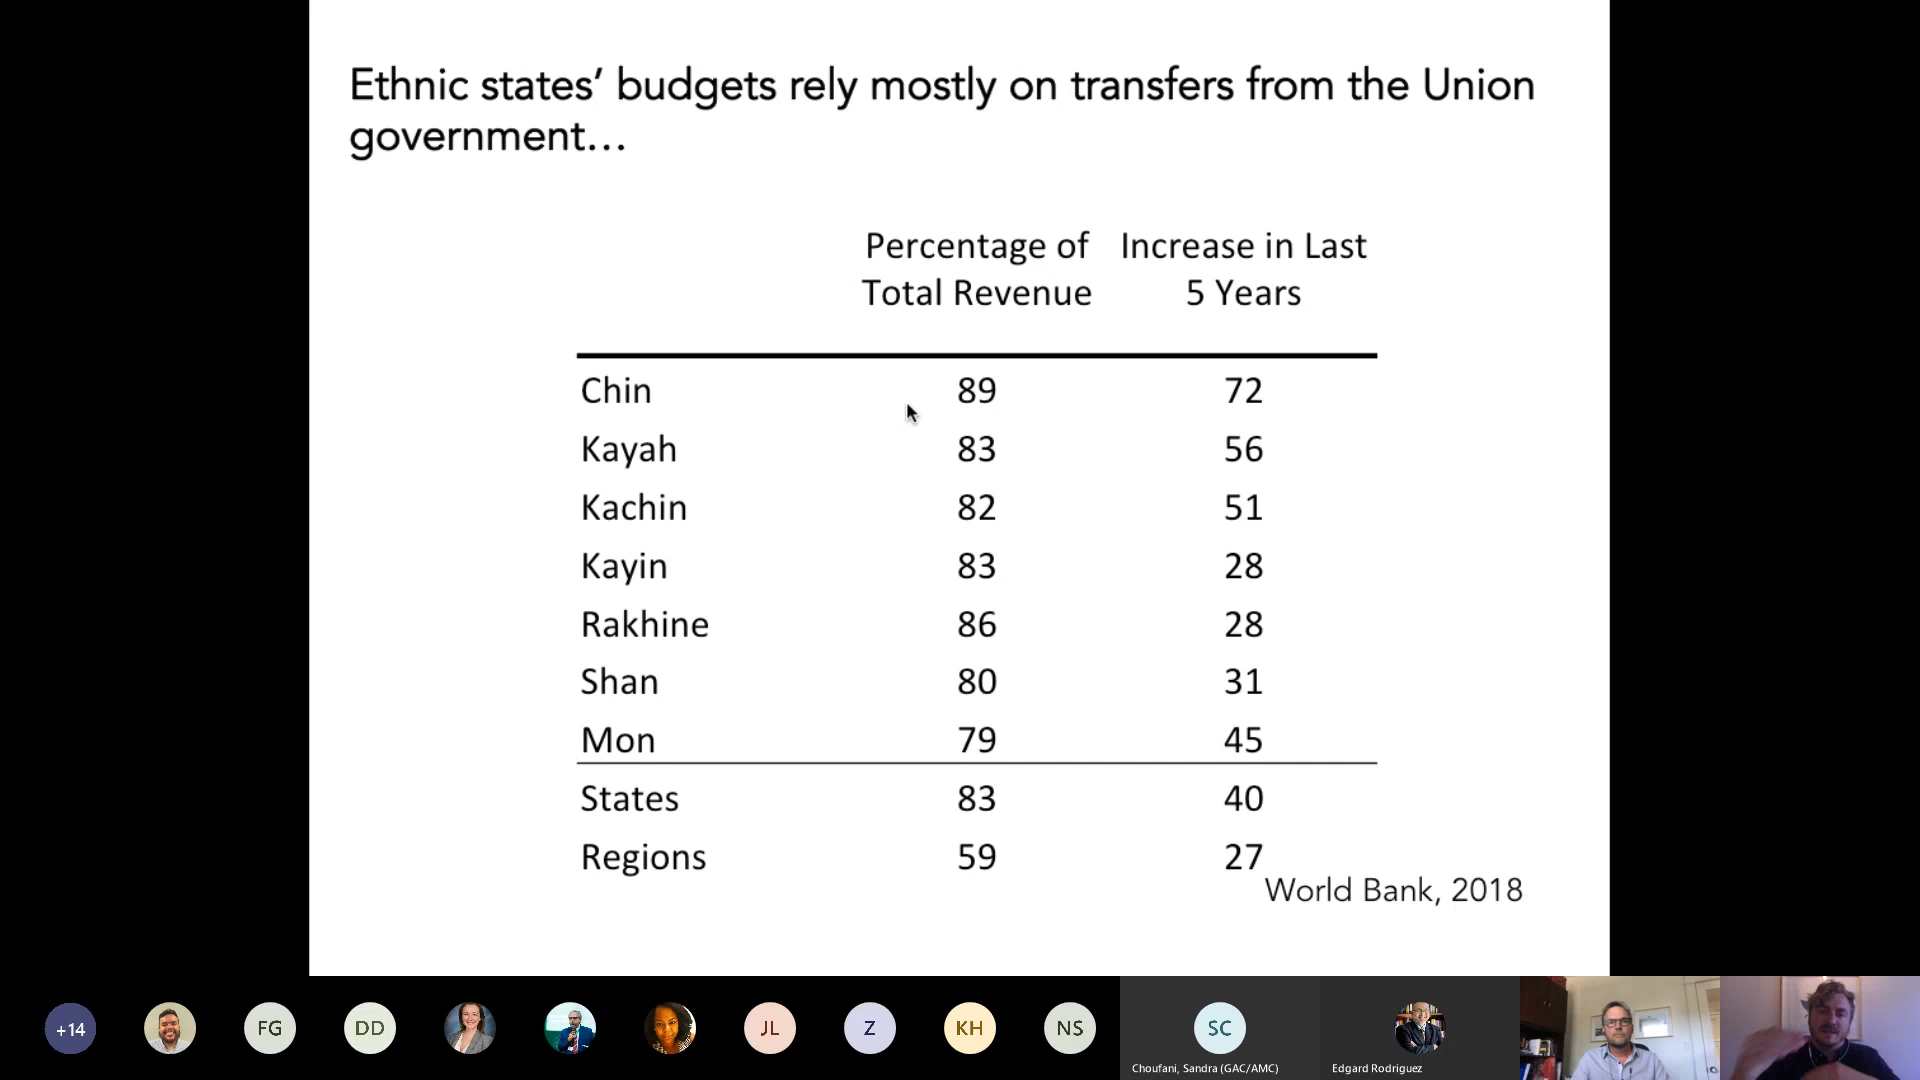 Ethnic states’ budgets rely mostly on transfers from the Union
government…
Percentage of Increase in Last
Total Revenue 5 Years
Chin 89 72
Kayah 83 56
Kachin 82 51
Kayin 83 28
Rakhine 86 28
Shan 80 31
Mon 79 45
States 83 40
Regions 59 27
World Bank, 2018
+14 FG DD JL Z KH NS SC
Choufani, Sandra (GAC/AMC) Edgard Rodriguez